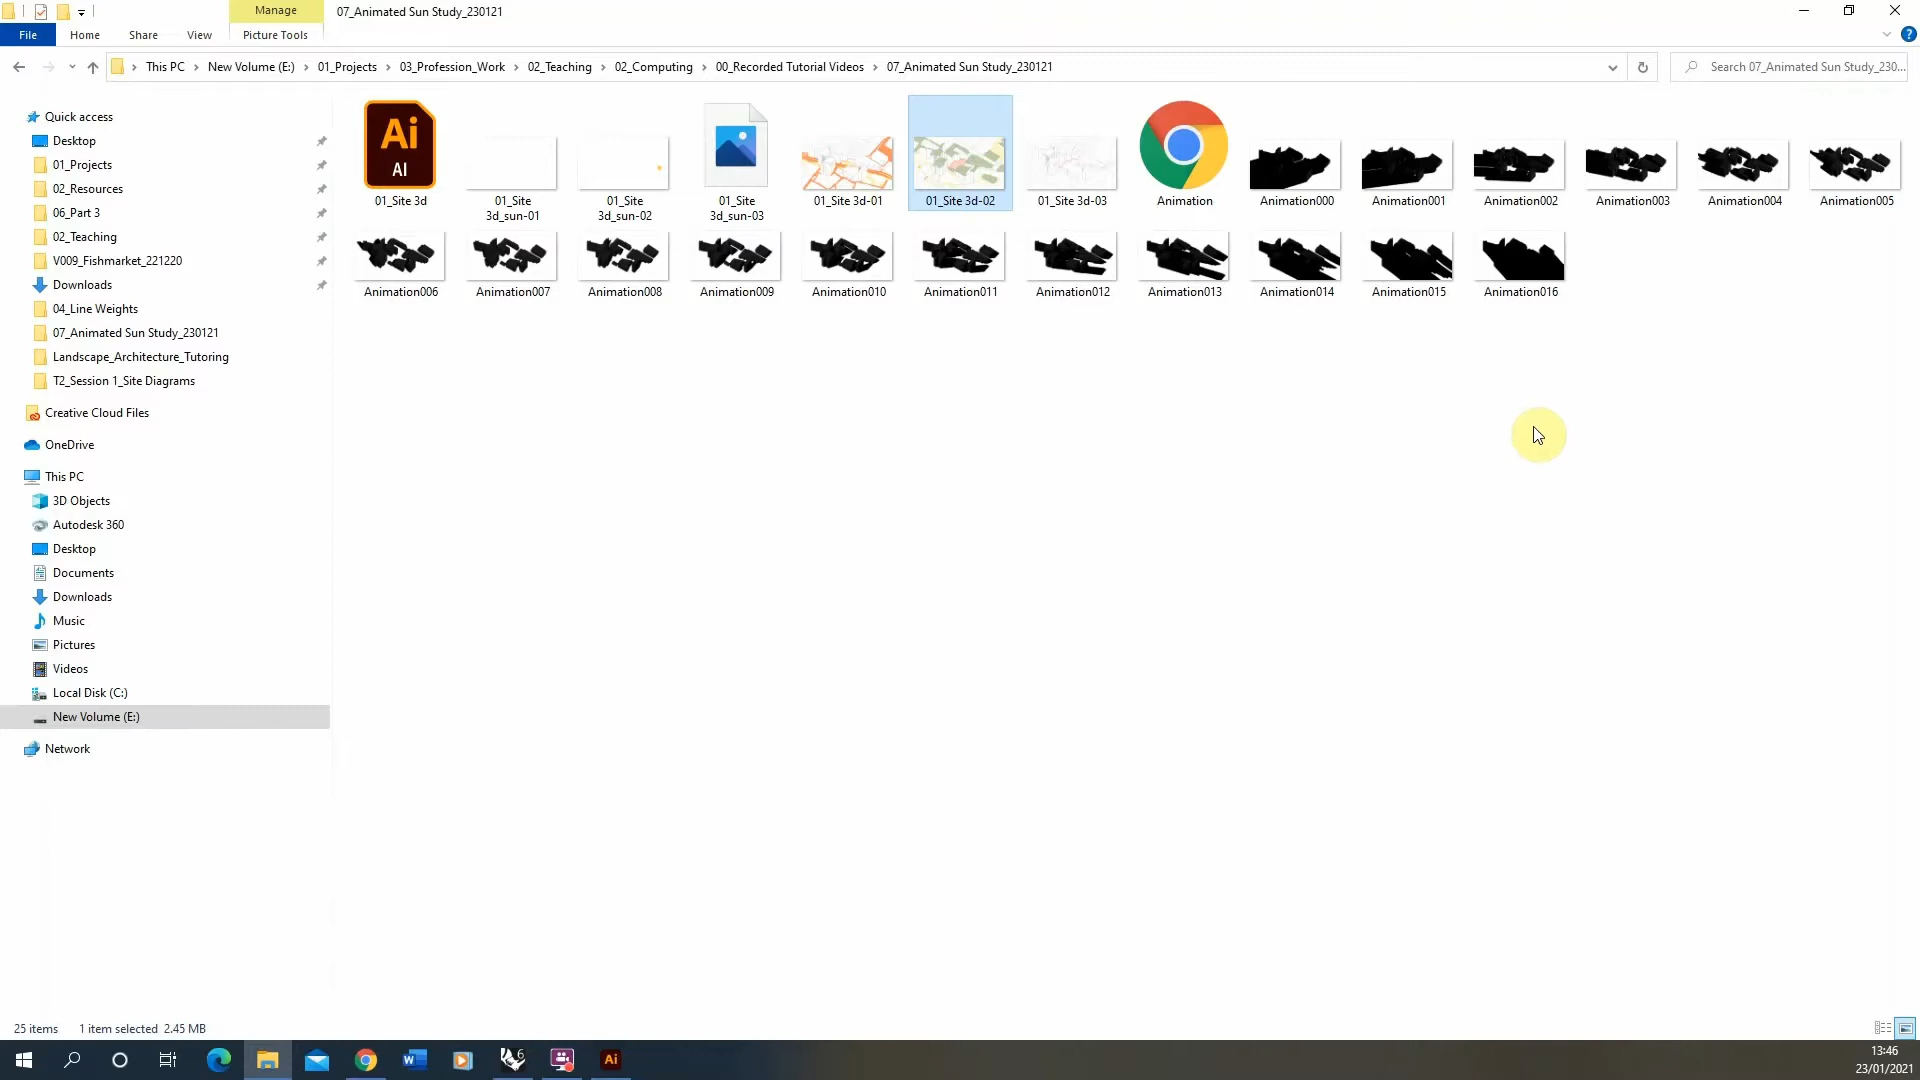 Manage
07_Animated Sun Study_230121
File
Home
Share
View
Picture Tools
This PC
New Volume (E:)
01_Projects
03_Profession_Work
02_Teaching
02_Computing
00_Recorded Tutorial Videos
07_Animated Sun Study_230121
Search 07_Animated Sun Study_230...
Quick access
Desktop
01_Projects
02_Resources
06_Part 3
02_Teaching
V009_Fishmarket_221220
Downloads
04_Line Weights
07_Animated Sun Study_230121
Landscape_Architecture_Tutoring
T2_Session 1_Site Diagrams
Creative Cloud Files
OneDrive
This PC
3D Objects
Autodesk 360
Desktop
Documents
Downloads
Music
Pictures
Videos
Local Disk (C:)
New Volume (E:)
Network
Ai
AI
01_Site 3d
01_Site
3d_sun-01
01_Site
3d_sun-02
01_Site
3d_sun-03
01_Site 3d-01
01_Site 3d-02
01_Site 3d-03
Animation
Animation000
Animation001
Animation002
Animation003
Animation004
Animation005
Animation006
Animation007
Animation008
Animation009
Animation010
Animation011
Animation012
Animation013
Animation014
Animation015
Animation016
25 items
1 item selected 2.45 MB
Ai
13:46
23/01/2021